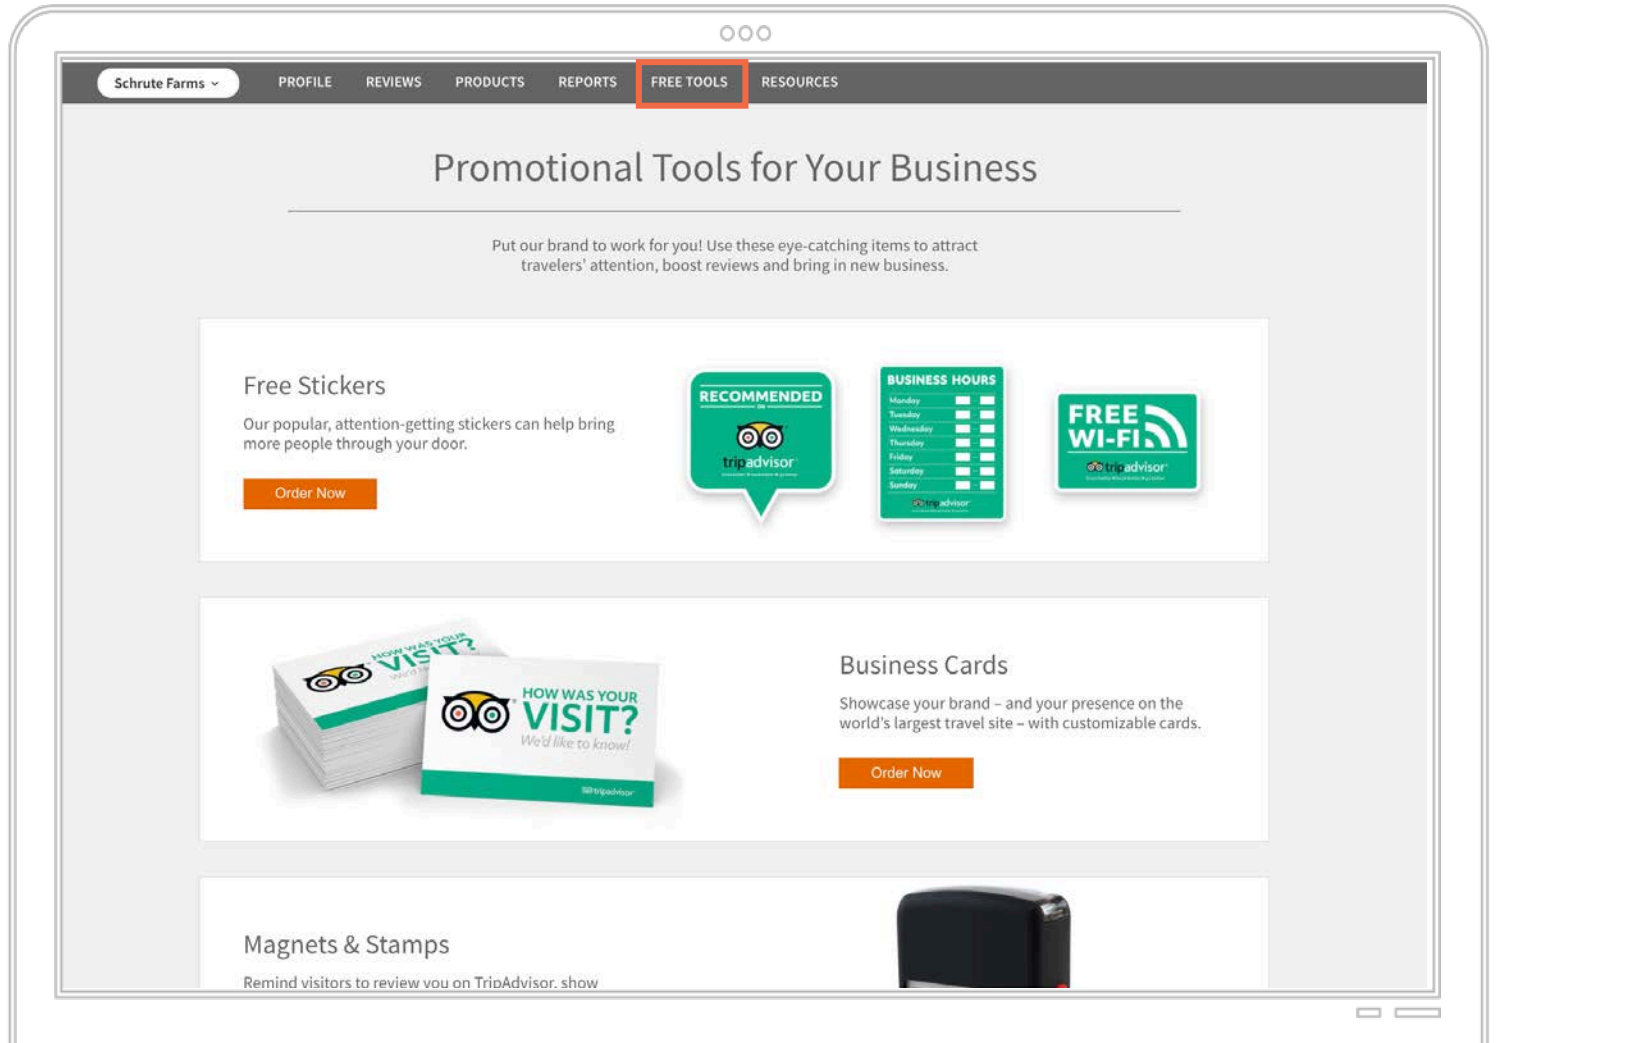 Schrute Farms
PROFILE
REVIEWS
PRODUCTS
REPORTS
FREE TOOLS
RESOURCES
Promotional Tools for Your Business
Put our brand to work for you! Use these eye-catching items to attract
travelers’ attention, boost reviews and bring in new business.
Free Stickers
Our popular, attention-getting stickers can help bring
more people through your door.
Order Now
RECOMMENDED
ON
tripadvisor
BUSINESS HOURS
Monday
Tuesday
Wednesday
Thursday
Friday
Saturday
Sunday
tripadvisor
FREE
WI-FI
tripadvisor
HOW WAS YOUR
VISIT?
HOW WAS YOUR
VISIT?
We'd like to know!
tripadvisor
Business Cards
Showcase your brand – and your presence on the
world’s largest travel site – with customizable cards.
Order Now
Magnets & Stamps
Remind visitors to review you on TripAdvisor, show